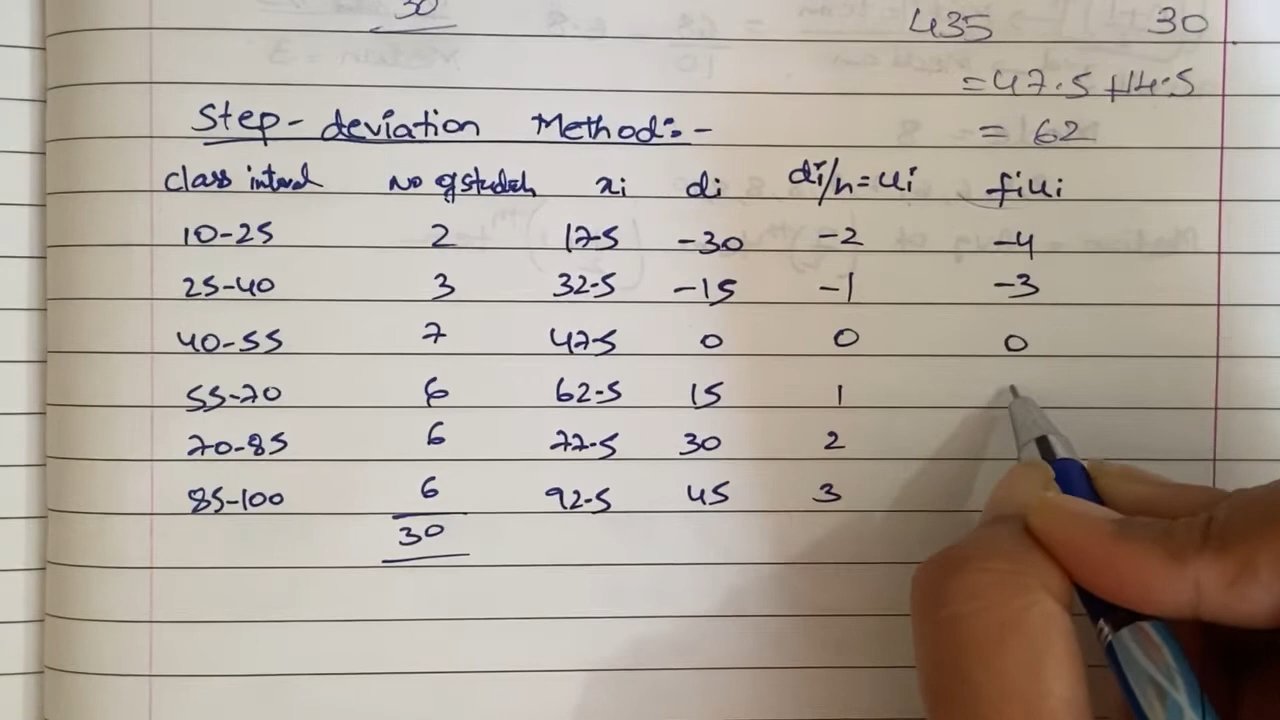 30
435 30
=47.5+14.5
= 62
Step-deviation Method:-
class interval No of students xi di di/h=ui fiui
10-25 2 17.5 -30 -2 -4
25-40 3 32.5 -15 -1 -3
40-55 7 47.5 0 0 0
55-70 6 62.5 15 1
70-85 6 77.5 30 2
85-100 6 92.5 45 3
30